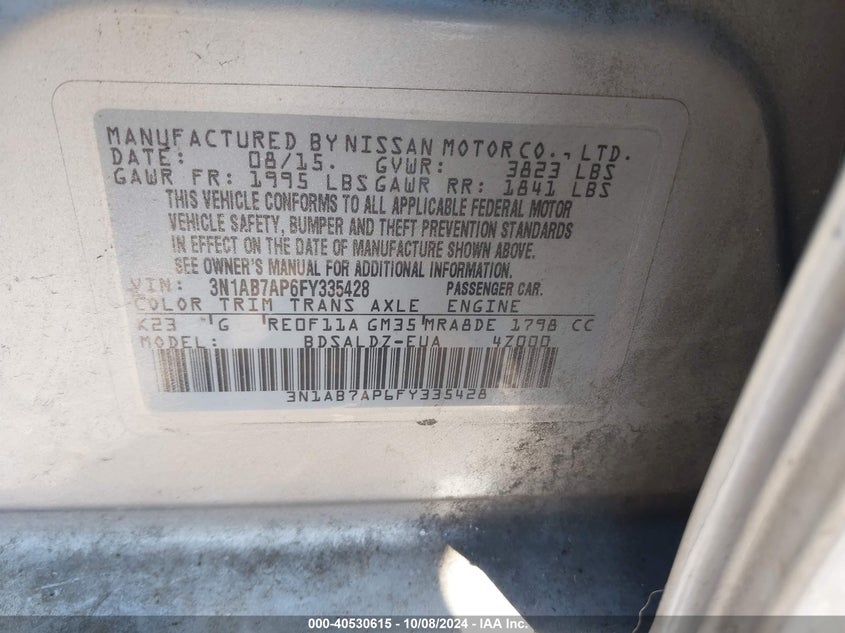 MANUFACTURED BY NISSAN MOTOR CO., LTD.
DATE: 08/15. GVWR: 3823 LBS
GAWR FR: 1995 LBS GAWR RR: 1841 LBS
THIS VEHICLE CONFORMS TO ALL APPLICABLE FEDERAL MOTOR
VEHICLE SAFETY, BUMPER AND THEFT PREVENTION STANDARDS
IN EFFECT ON THE DATE OF MANUFACTURE SHOWN ABOVE.
SEE OWNER'S MANUAL FOR ADDITIONAL INFORMATION.
VIN: 3N1AB7AP6FY335428 PASSENGER CAR.
COLOR TRIM TRANS AXLE ENGINE
K23 G RE0F11A GM35 MRA8DE 1798 CC
MODEL: BDSALDZ-EUA 4Z000
3N1AB7AP6FY335428
000-40530615 - 10/08/2024 - IAA Inc.